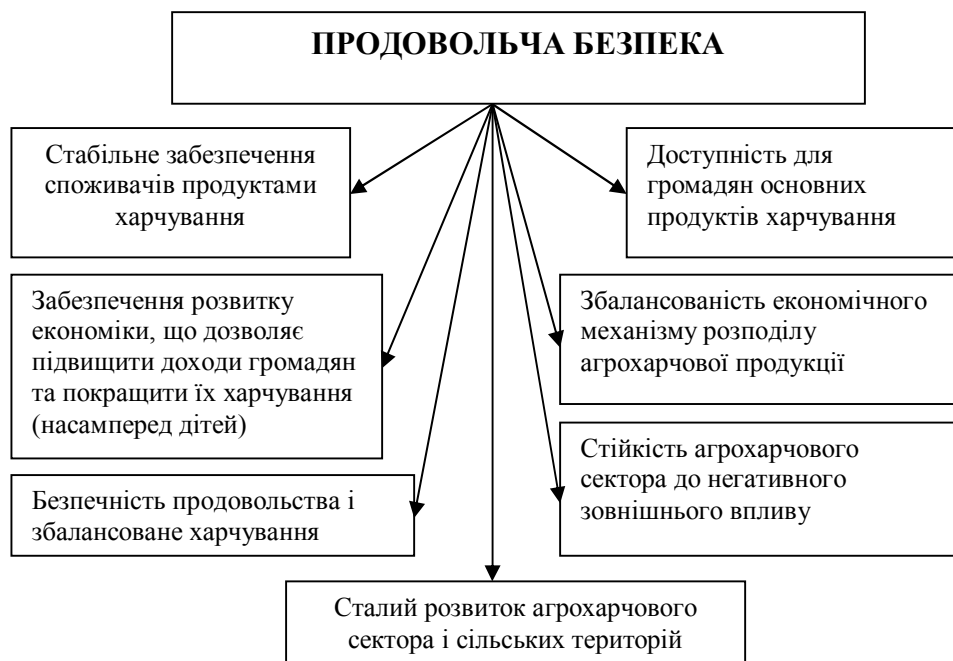 ПРОДОВОЛЬЧА БЕЗПЕКА
Стабільне забезпечення
споживачів продуктами
харчування
Доступність для
громадян основних
продуктів харчування
Забезпечення розвитку
економіки, що дозволяє
підвищити доходи громадян
та покращити їх харчування
(насамперед дітей)
Збалансованість економічного
механізму розподілу
агрохарчової продукції
Безпечність продовольства і
збалансоване харчування
Стійкість агрохарчового
сектора до негативного
зовнішнього впливу
Сталий розвиток агрохарчового
сектора і сільських територій